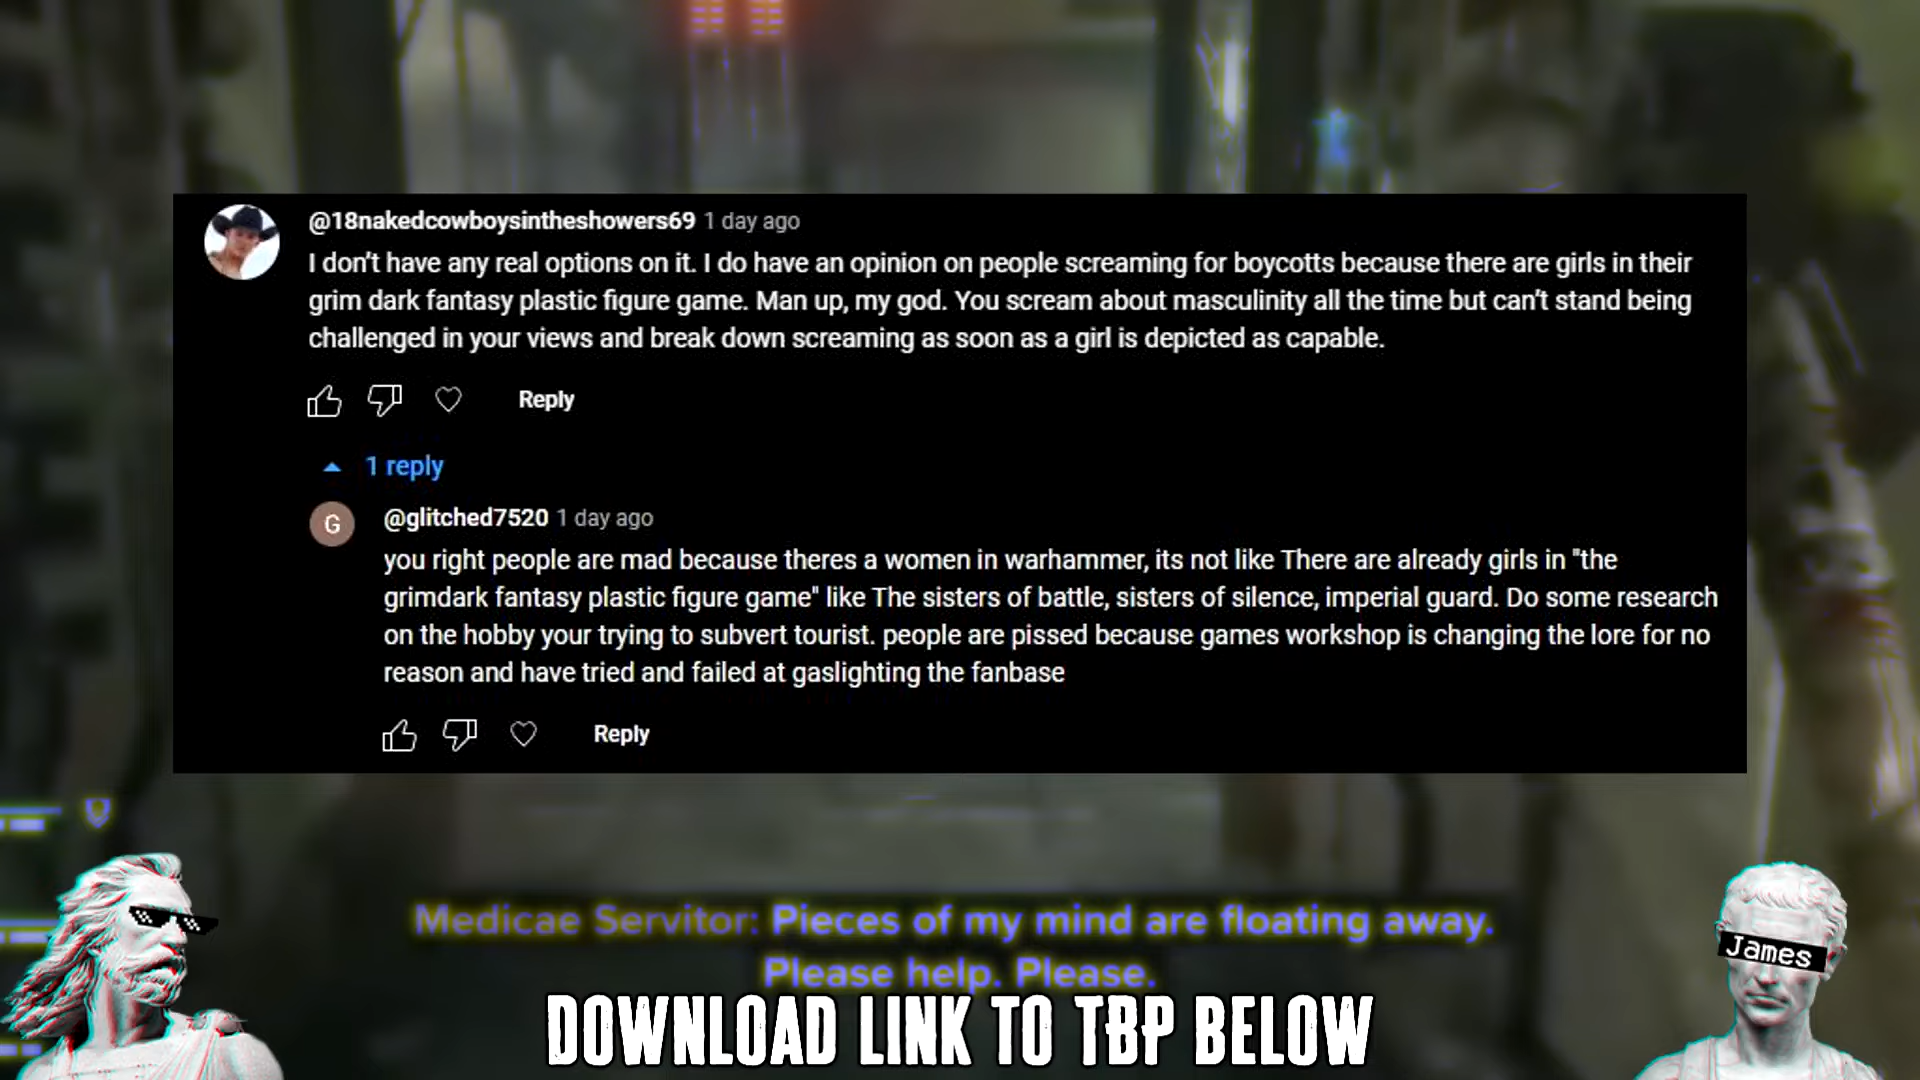 @18nakedcowboysintheshowers69 1 day ago
I don't have any real options on it. I do have an opinion on people screaming for boycotts because there are girls in their
grim dark fantasy plastic figure game. Man up, my god. You scream about masculinity all the time but can't stand being
challenged in your views and break down screaming as soon as a girl is depicted as capable.
Reply
1 reply
G
@glitched7520 1 day ago
you right people are mad because theres a women in warhammer, its not like There are already girls in "the
grimdark fantasy plastic figure game" like The sisters of battle, sisters of silence, imperial guard. Do some research
on the hobby your trying to subvert tourist. people are pissed because games workshop is changing the lore for no
reason and have tried and failed at gaslighting the fanbase
Reply
Medicae Servitor: Pieces of my mind are floating away.
Please help. Please.
James
DOWNLOAD LINK TO TBP BELOW